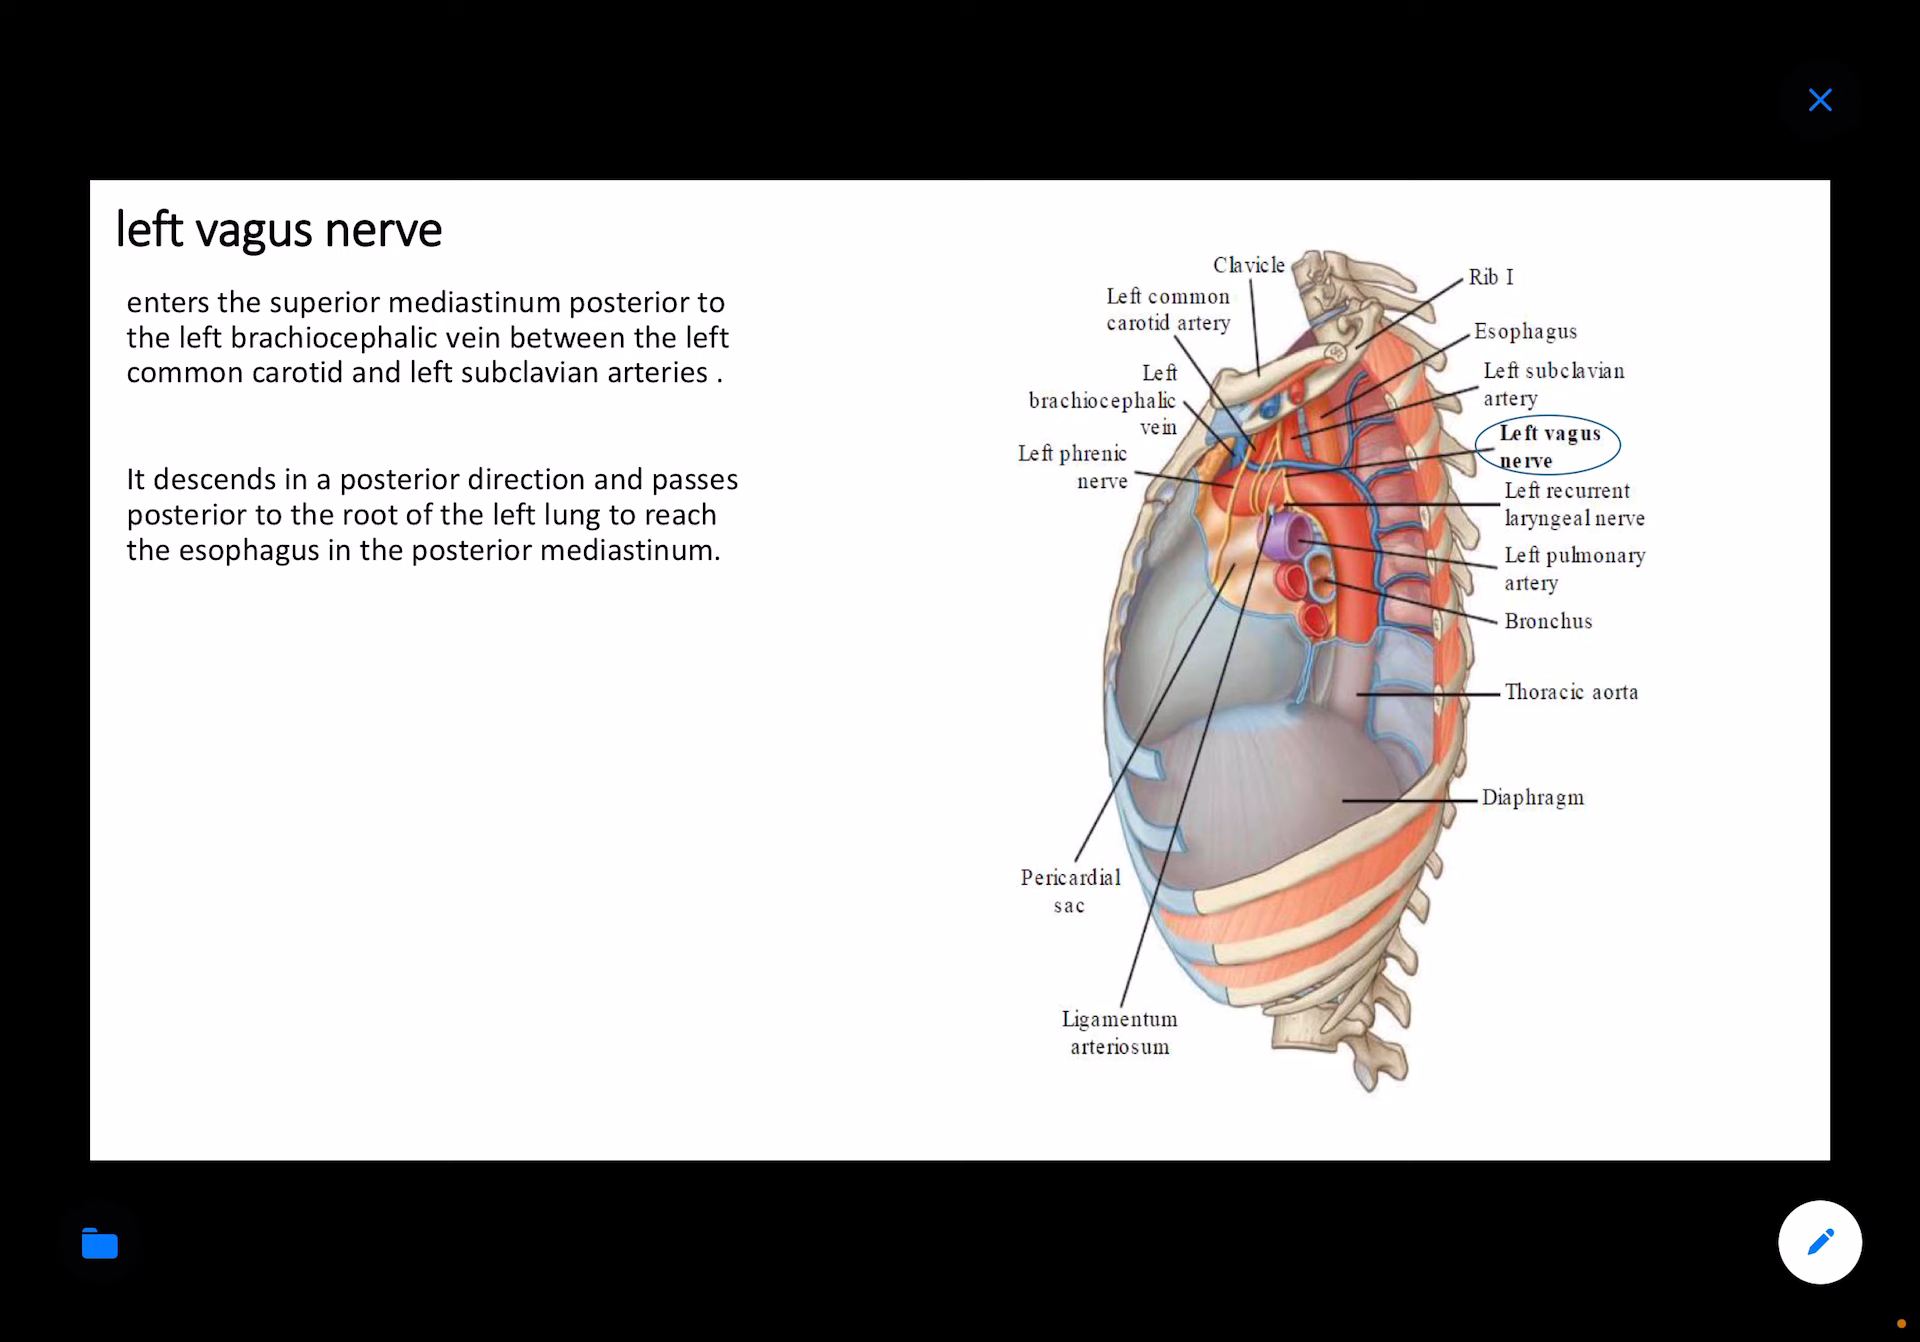 left vagus nerve
enters the superior mediastinum posterior to
the left brachiocephalic vein between the left
common carotid and left subclavian arteries .
It descends in a posterior direction and passes
posterior to the root of the left lung to reach
the esophagus in the posterior mediastinum.
Clavicle
Left common
carotid artery
Left
brachiocephalic
vein
Left phrenic
nerve
Rib I
Esophagus
Left subclavian
artery
Left vagus
nerve
Left recurrent
laryngeal nerve
Left pulmonary
artery
Bronchus
Thoracic aorta
Diaphragm
Pericardial
sac
Ligamentum
arteriosum